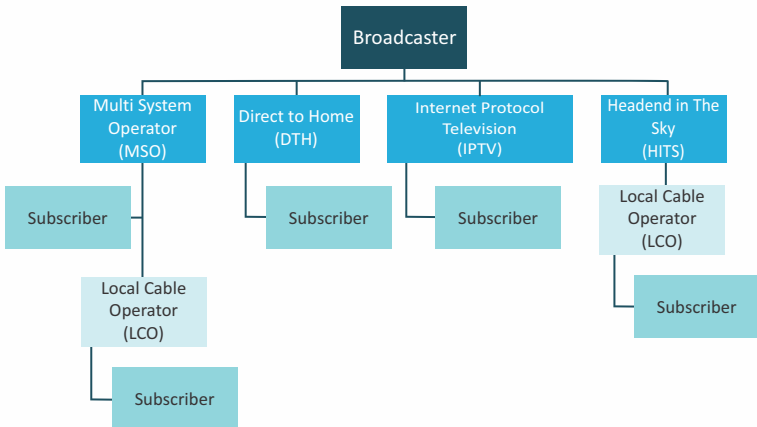 Broadcaster
Multi System
Operator
(MSO)
Direct to Home
(DTH)
Internet Protocol
Television
(IPTV)
Headend in The
Sky
(HITS)
Subscriber
Subscriber
Subscriber
Local Cable
Operator
(LCO)
Local Cable
Operator
(LCO)
Subscriber
Subscriber